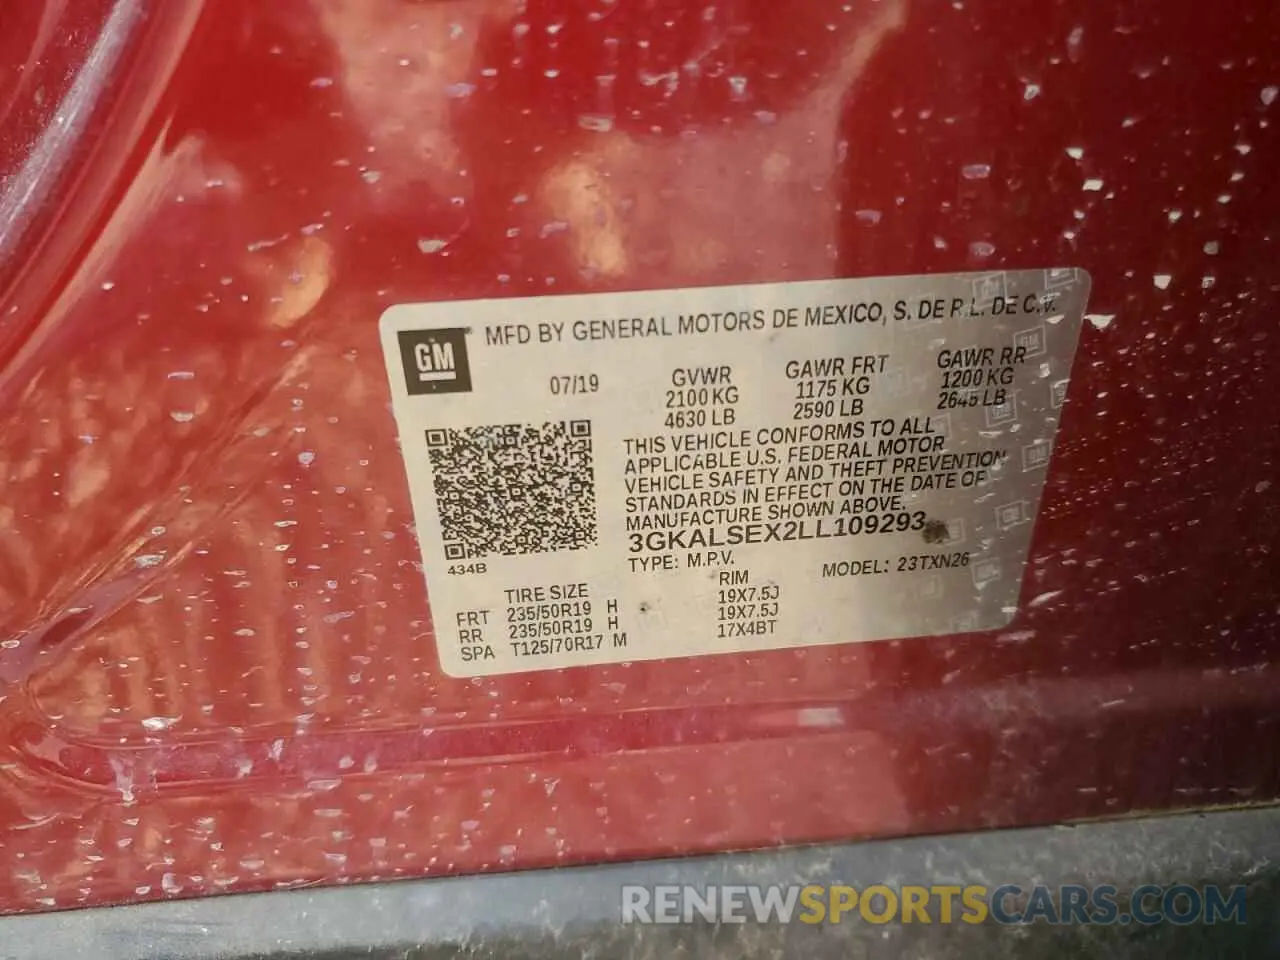 GM
MFD BY GENERAL MOTORS DE MEXICO, S. DE R.L. DE C.V.
07/19
GVWR
2100 KG
4630 LB
GAWR FRT
1175 KG
2590 LB
GAWR RR
1200 KG
2645 LB
THIS VEHICLE CONFORMS TO ALL
APPLICABLE U.S. FEDERAL MOTOR
VEHICLE SAFETY AND THEFT PREVENTION
STANDARDS IN EFFECT ON THE DATE OF
MANUFACTURE SHOWN ABOVE.
3GKALSEX2LL109293
434B
TYPE: M.P.V.
MODEL: 23TXN26
TIRE SIZE RIM
FRT 235/50R19 H 19X7.5J
RR 235/50R19 H 19X7.5J
SPA T125/70R17 M 17X4BT
RENEWSPORTSCARS.COM